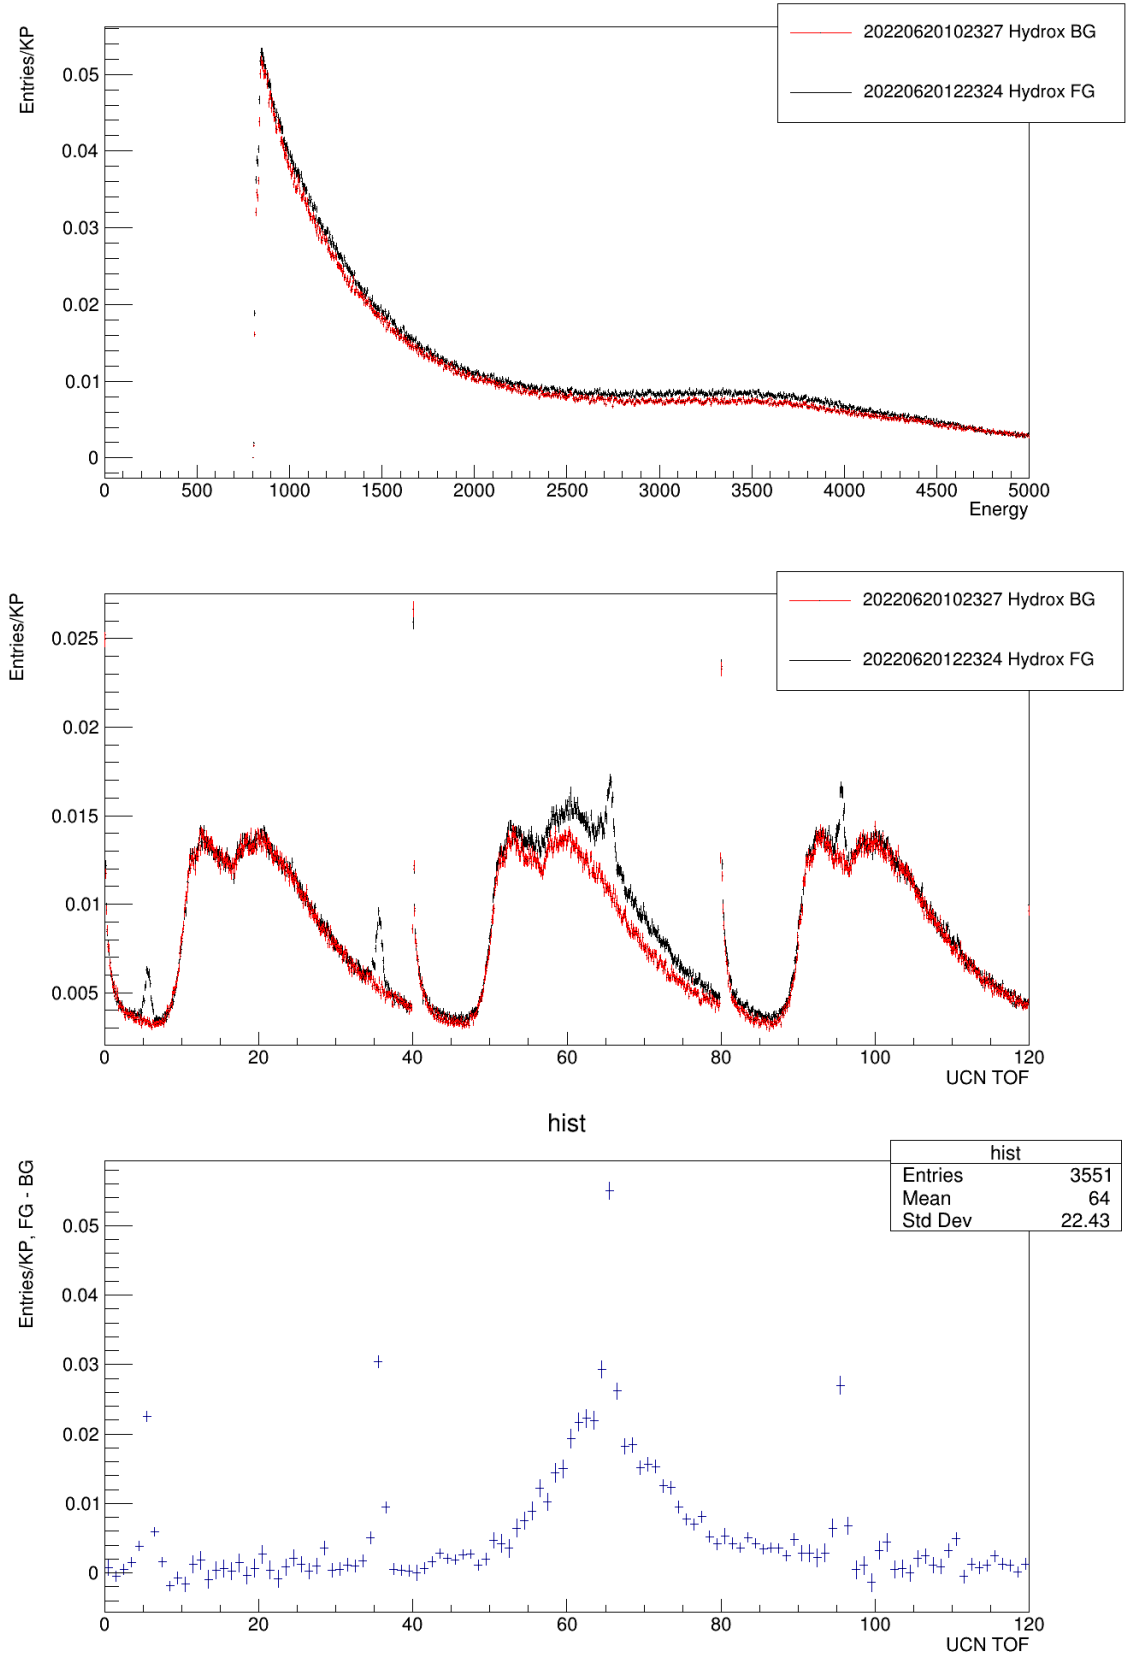 20220620102327 Hydrox BG
20220620122324 Hydrox FG
Entries/KP
0.05
0.04
0.03
0.02
0.01
0
0 500 1000 1500 2000 2500 3000 3500 4000 4500 5000
Energy
20220620102327 Hydrox BG
20220620122324 Hydrox FG
Entries/KP
0.025
0.02
0.015
0.01
0.005
0 20 40 60 80 100 120
UCN TOF
hist
hist
Entries 3551
Mean 64
Std Dev 22.43
Entries/KP, FG - BG
0.05
0.04
0.03
0.02
0.01
0
0 20 40 60 80 100 120
UCN TOF